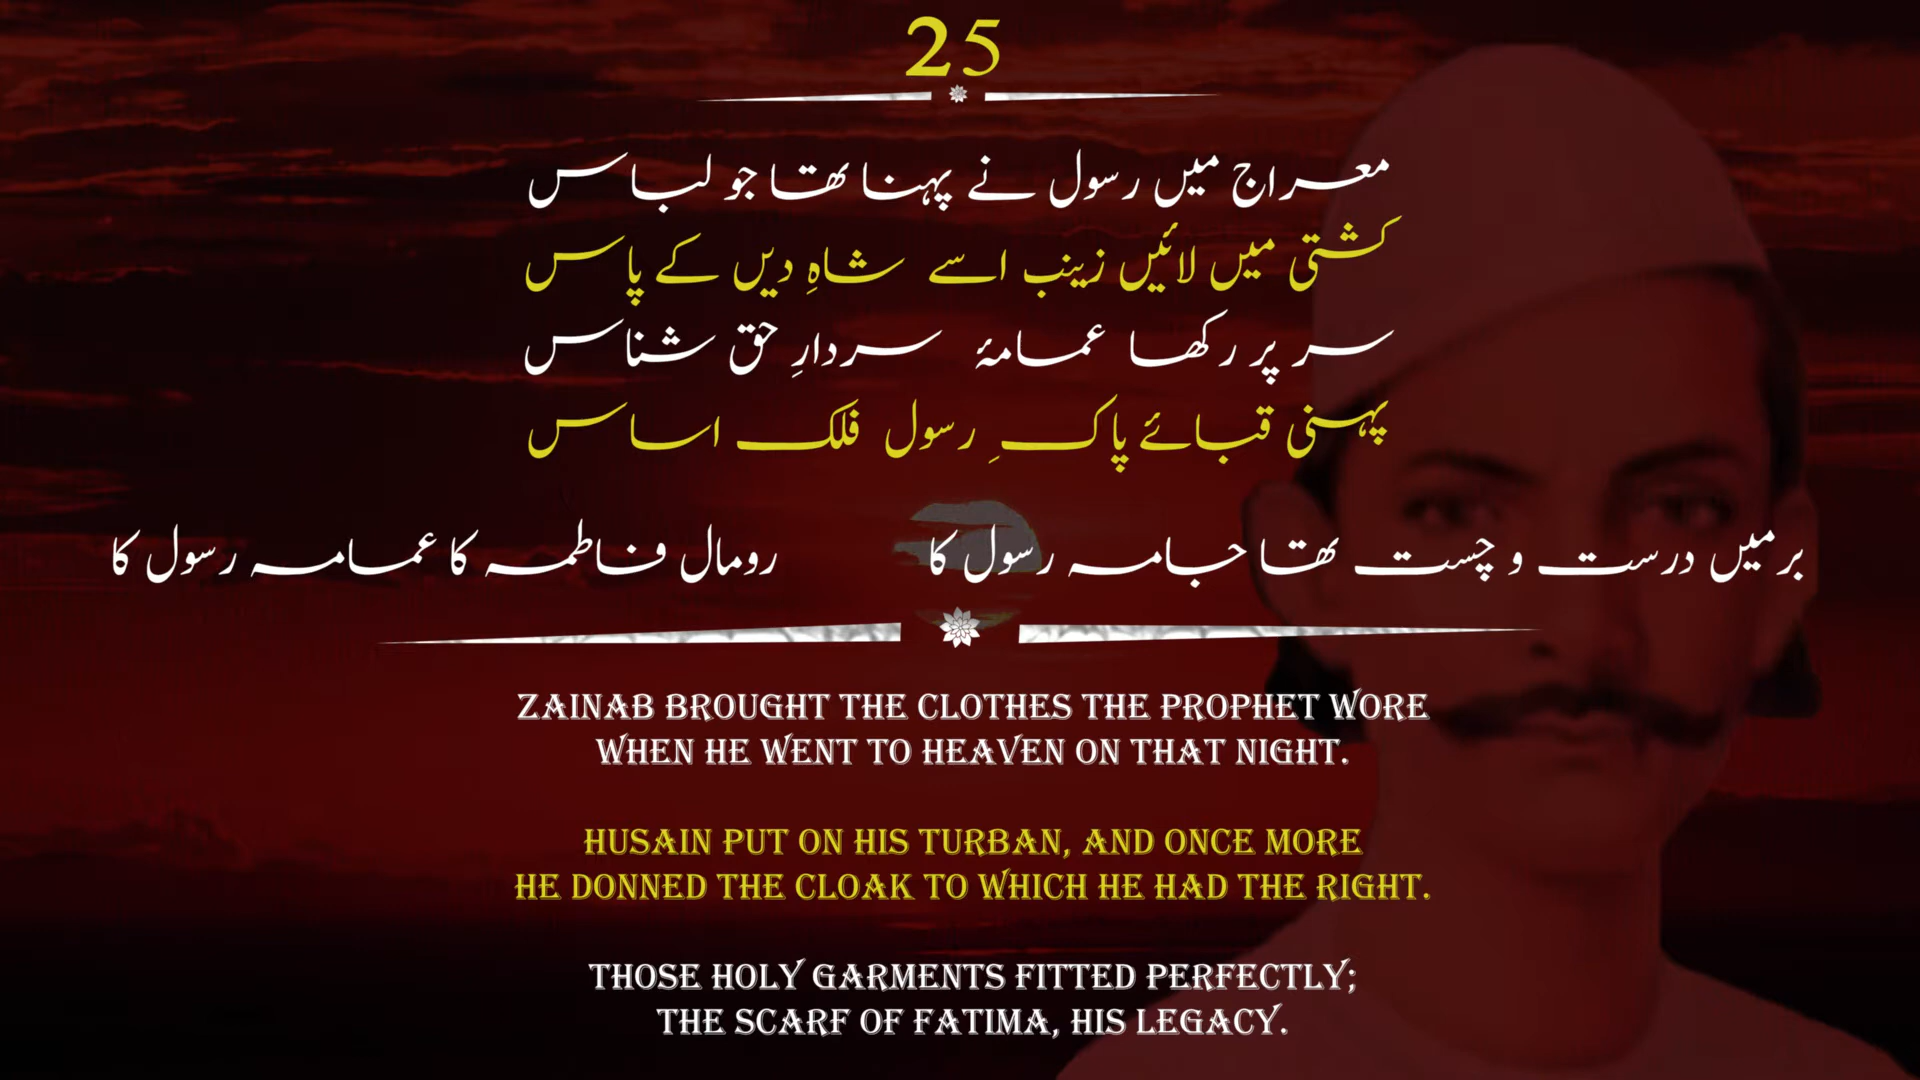 25
معراج میں رسول نے پہنا تھا جو لباس
کشتی میں لائیں زینب اسے شاہِ دیں کے پاس
سر پر رکھا عمامۂ سردارِ حق شناس
پہنی قبائے پاکِ رسول فلک اساس
برمیں درست و چست تھا جامہ رسول کا رومال فاطمہ کا عمامہ رسول کا
ZAINAB BROUGHT THE CLOTHES THE PROPHET WORE
WHEN HE WENT TO HEAVEN ON THAT NIGHT.
HUSAIN PUT ON HIS TURBAN, AND ONCE MORE
HE DONNED THE CLOAK TO WHICH HE HAD THE RIGHT.
THOSE HOLY GARMENTS FITTED PERFECTLY;
THE SCARF OF FATIMA, HIS LEGACY.